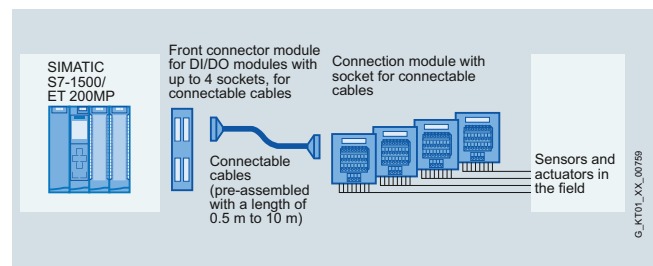 SIMATIC
S7-1500/
ET 200MP
Front connector module
for DI/DO modules with
up to 4 sockets, for
connectable cables
Connectable
cables
(pre-assembled
with a length of
0.5 m to 10 m)
Connection module with
socket for connectable
cables
Sensors and
actuators in
the field
G_KT01_XX_00759